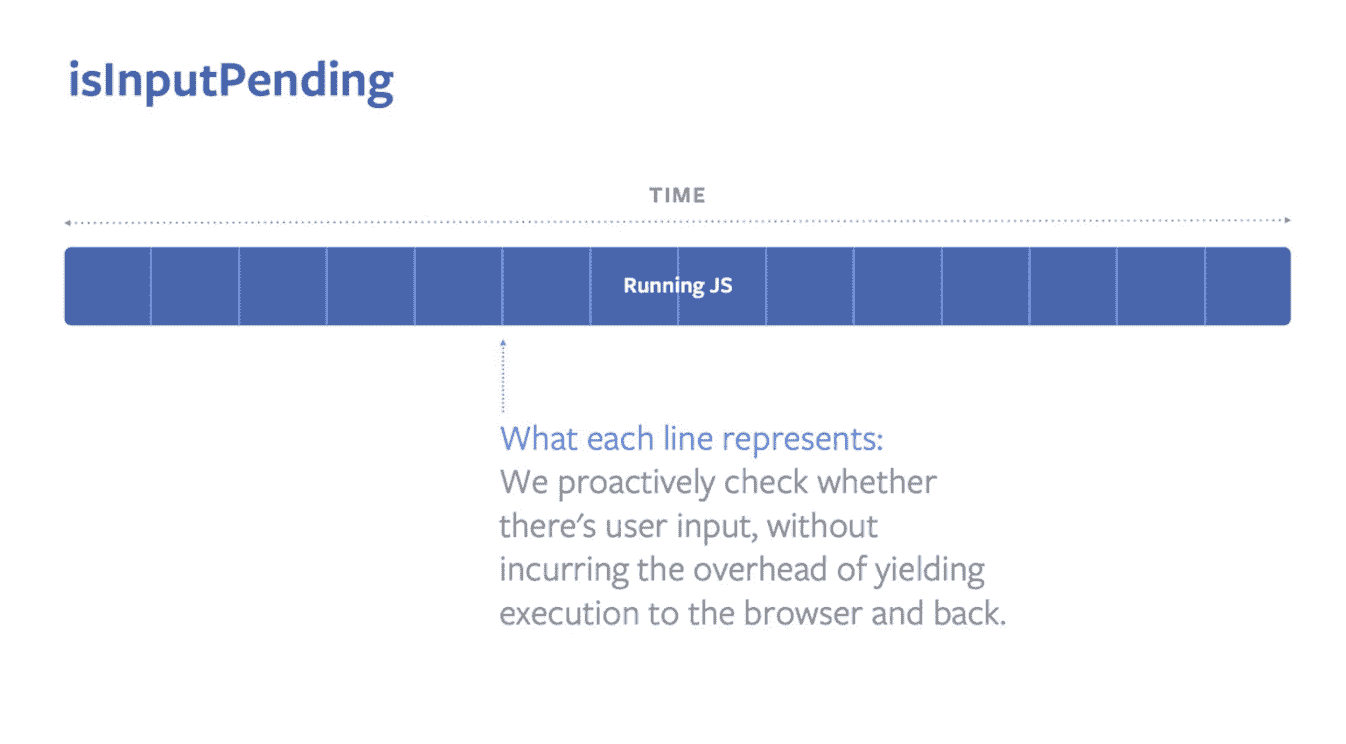 isInputPending
TIME
Running JS
What each line represents:
We proactively check whether
there's user input, without
incurring the overhead of yielding
execution to the browser and back.